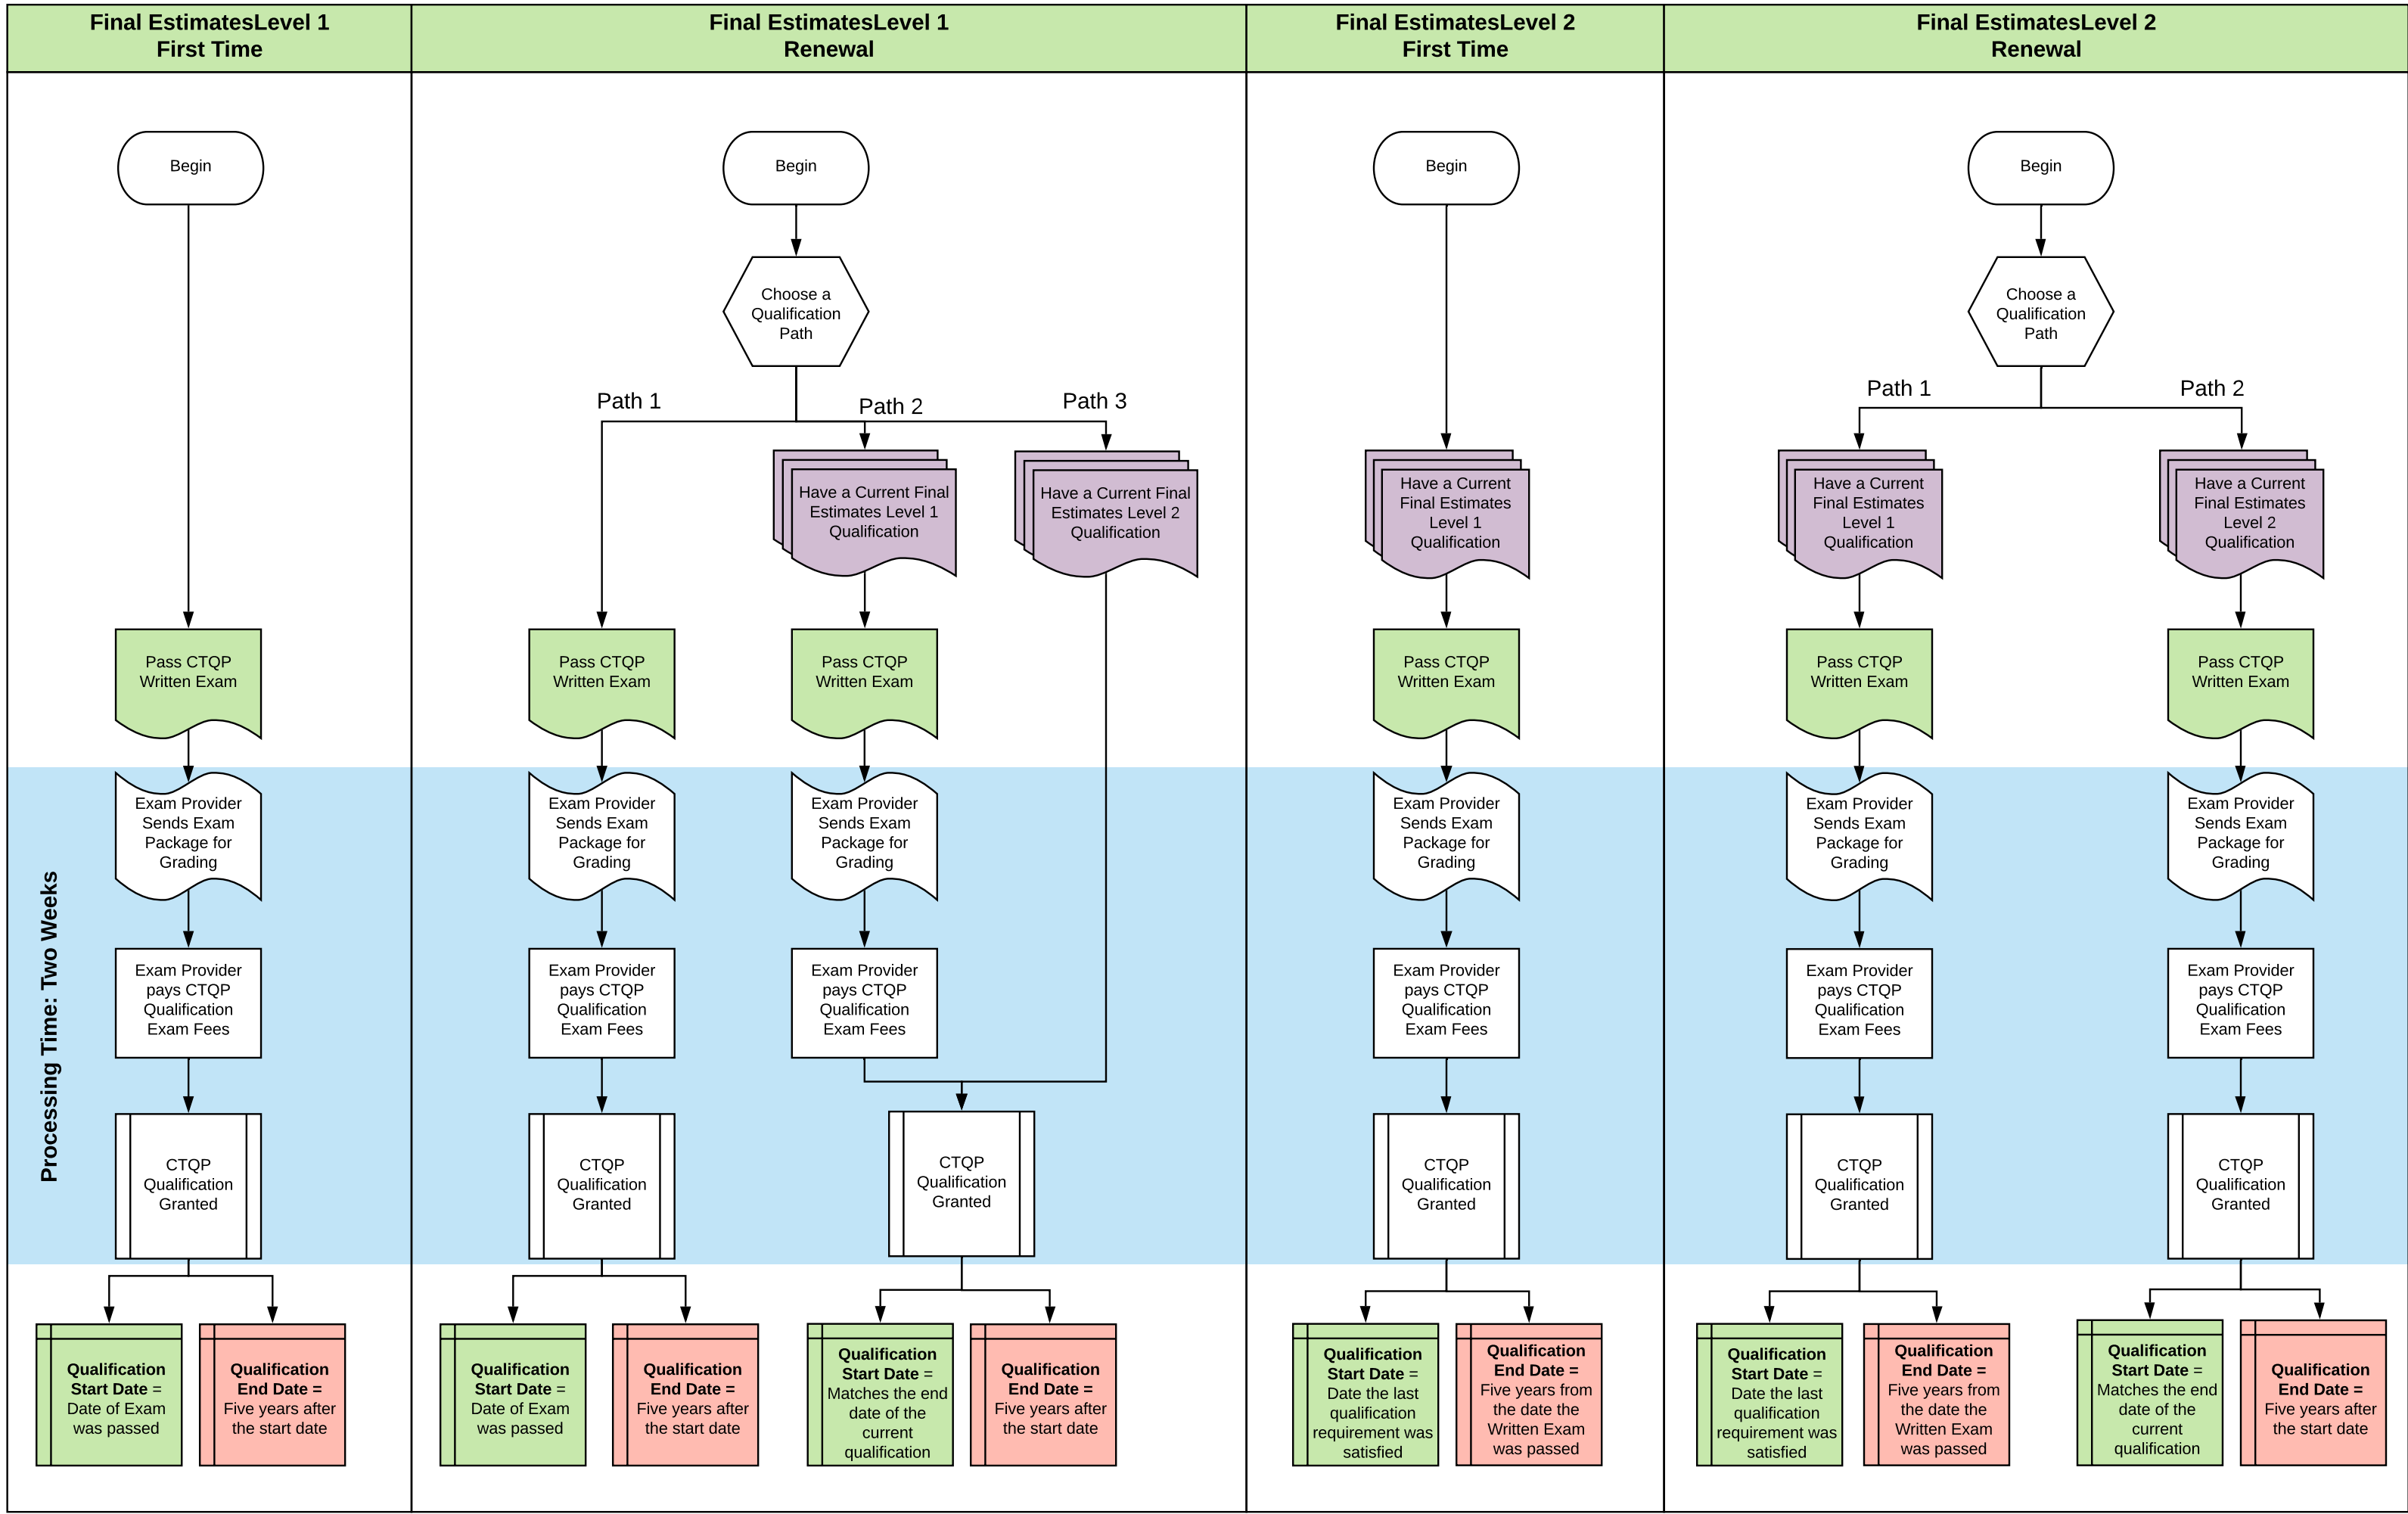 Final EstimatesLevel 1
First Time
Final EstimatesLevel 1
Renewal
Final EstimatesLevel 2
First Time
Final EstimatesLevel 2
Renewal
Begin
Begin
Begin
Begin
Choose a
Qualification
Path
Choose a
Qualification
Path
Path 1
Path 2
Path 3
Path 1
Path 2
Have a Current Final
Estimates Level 1
Qualification
Have a Current Final
Estimates Level 2
Qualification
Have a Current
Final Estimates
Level 1
Qualification
Have a Current
Final Estimates
Level 1
Qualification
Have a Current
Final Estimates
Level 2
Qualification
Pass CTQP
Written Exam
Pass CTQP
Written Exam
Pass CTQP
Written Exam
Pass CTQP
Written Exam
Pass CTQP
Written Exam
Pass CTQP
Written Exam
Processing Time: Two Weeks
Exam Provider
Sends Exam
Package for
Grading
Exam Provider
Sends Exam
Package for
Grading
Exam Provider
Sends Exam
Package for
Grading
Exam Provider
Sends Exam
Package for
Grading
Exam Provider
Sends Exam
Package for
Grading
Exam Provider
Sends Exam
Package for
Grading
Exam Provider
pays CTQP
Qualification
Exam Fees
Exam Provider
pays CTQP
Qualification
Exam Fees
Exam Provider
pays CTQP
Qualification
Exam Fees
Exam Provider
pays CTQP
Qualification
Exam Fees
Exam Provider
pays CTQP
Qualification
Exam Fees
Exam Provider
pays CTQP
Qualification
Exam Fees
CTQP
Qualification
Granted
CTQP
Qualification
Granted
CTQP
Qualification
Granted
CTQP
Qualification
Granted
CTQP
Qualification
Granted
CTQP
Qualification
Granted
Qualification
Start Date =
Date of Exam
was passed
Qualification
End Date =
Five years after
the start date
Qualification
Start Date =
Date of Exam
was passed
Qualification
End Date =
Five years after
the start date
Qualification
Start Date =
Matches the end
date of the
current
qualification
Qualification
End Date =
Five years after
the start date
Qualification
Start Date =
Date the last
qualification
requirement was
satisfied
Qualification
End Date =
Five years from
the date the
Written Exam
was passed
Qualification
Start Date =
Date the last
qualification
requirement was
satisfied
Qualification
End Date =
Five years from
the date the
Written Exam
was passed
Qualification
Start Date =
Matches the end
date of the
current
qualification
Qualification
End Date =
Five years after
the start date